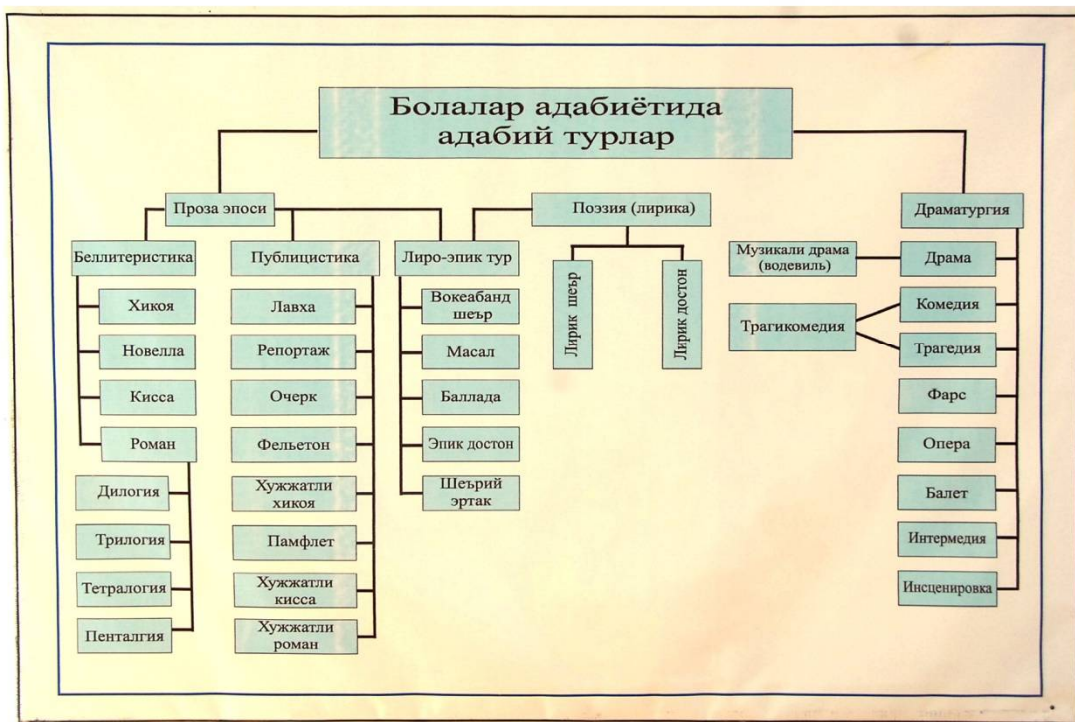 Болалар адабиётида
адабий турлар
Проза эпоси
Поэзия (лирика)
Драматургия
Беллитеристика
Публицистика
Лиро-эпик тур
Хикоя
Новелла
Кисса
Роман
Дилогия
Трилогия
Тетралогия
Пенталгия
Лавха
Репортаж
Очерк
Фельетон
Хужжатли
хикоя
Памфлет
Хужжатли
кисса
Хужжатли
роман
Вокеабанд
шеър
Масал
Баллада
Эпик достон
Шеърий
эртак
Лирик шеър
Лирик достон
Музикали драма
(водевиль)
Трагикомедия
Драма
Комедия
Трагедия
Фарс
Опера
Балет
Интермедия
Инсценировка